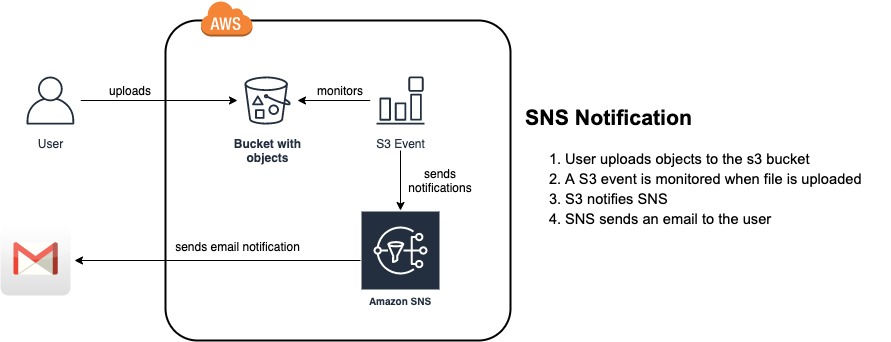 AWS
uploads
monitors
User
Bucket with
objects
S3 Event
sends
notifications
sends email notification
Amazon SNS
SNS Notification
1. User uploads objects to the s3 bucket
2. A S3 event is monitored when file is uploaded
3. S3 notifies SNS
4. SNS sends an email to the user